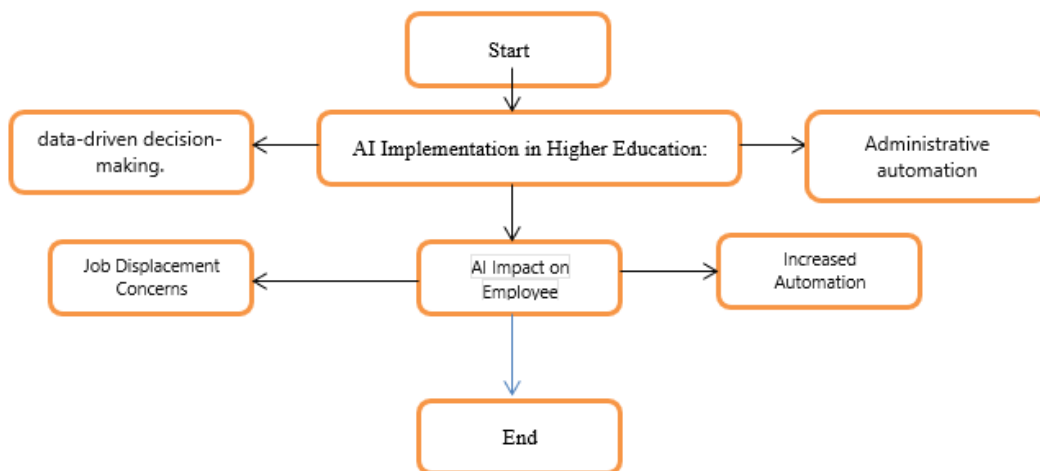 Start
data-driven decision-
making.
AI Implementation in Higher Education:
Administrative
automation
Job Displacement
Concerns
AI Impact on
Employee
Increased
Automation
End